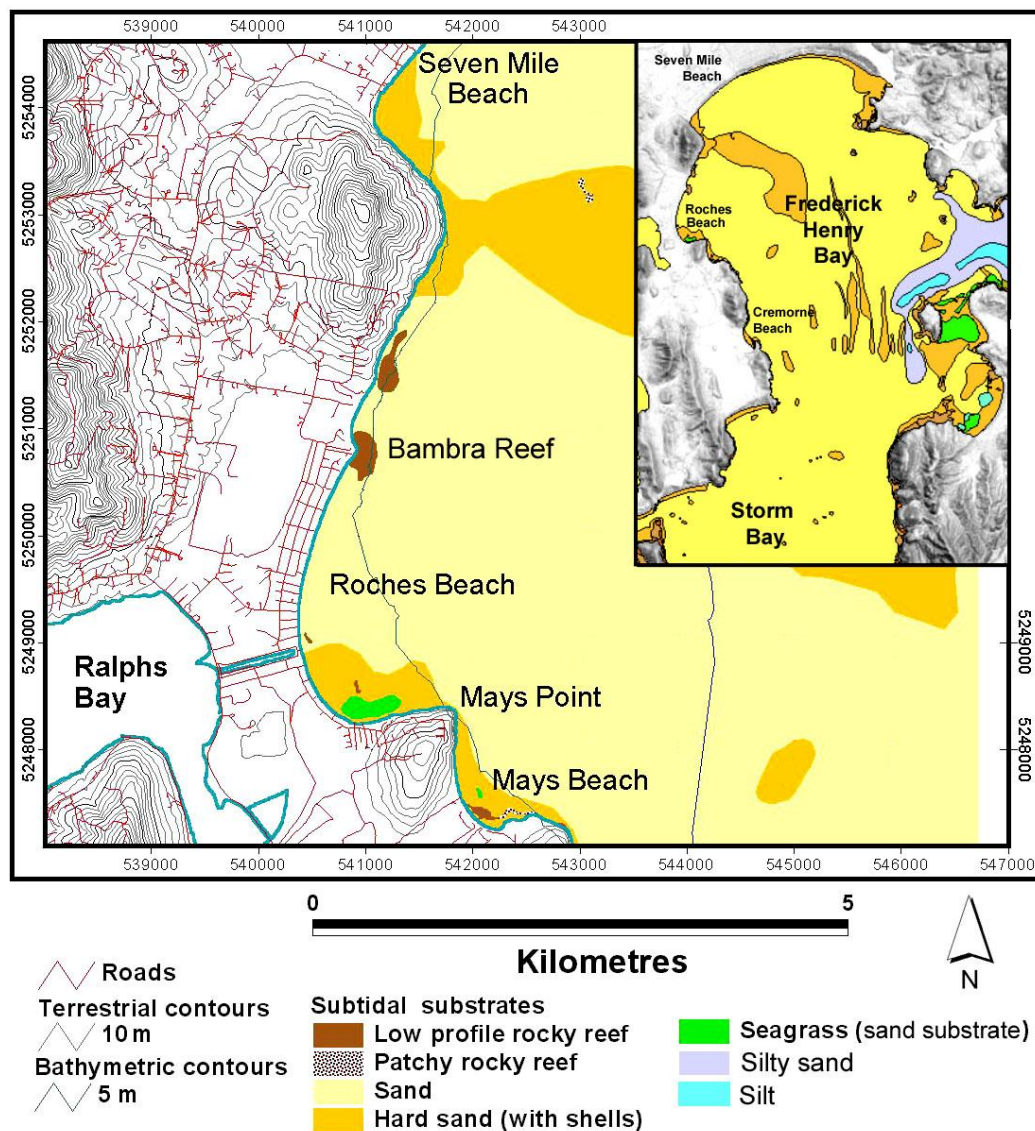 539000 540000 541000 542000 543000
5254000
5253000
5252000
5251000
5250000
5249000
5248000
Seven Mile
Beach
Bambra Reef
Roches Beach
Ralphs
Bay
Mays Point
Mays Beach
Seven Mile
Beach
Roches
Beach
Frederick
Henry
Bay
Cremorne
Beach
Storm
Bay
5249000
5248000
539000 540000 541000 542000 543000 544000 545000 546000 547000
0 5
Kilometres
N
Roads
Terrestrial contours
10 m
Bathymetric contours
5 m
Subtidal substrates
Low profile rocky reef
Patchy rocky reef
Sand
Hard sand (with shells)
Seagrass (sand substrate)
Silty sand
Silt